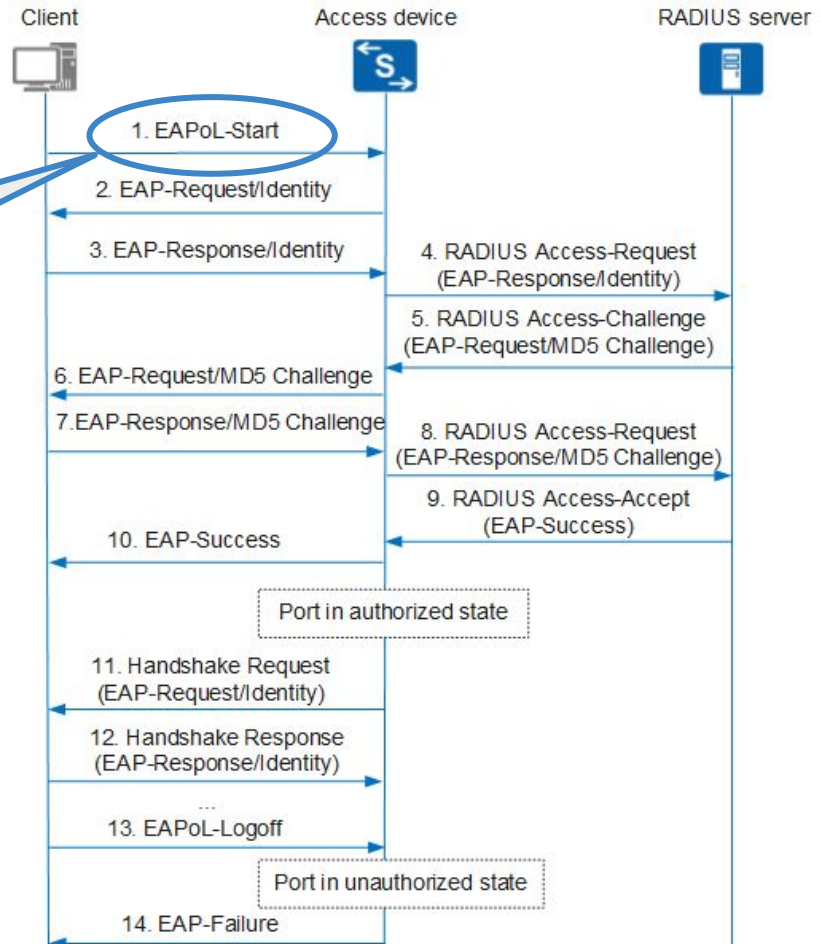 Client
Access device
RADIUS server
S
1. EAPoL-Start
2. EAP-Request/Identity
3. EAP-Response/Identity
4. RADIUS Access-Request
(EAP-Response/Identity)
5. RADIUS Access-Challenge
(EAP-Request/MD5 Challenge)
6. EAP-Request/MD5 Challenge
7.EAP-Response/MD5 Challenge
8. RADIUS Access-Request
(EAP-Response/MD5 Challenge)
9. RADIUS Access-Accept
(EAP-Success)
10. EAP-Success
Port in authorized state
11. Handshake Request
(EAP-Request/Identity)
12. Handshake Response
(EAP-Response/Identity)
...
13. EAPoL-Logoff
Port in unauthorized state
14. EAP-Failure